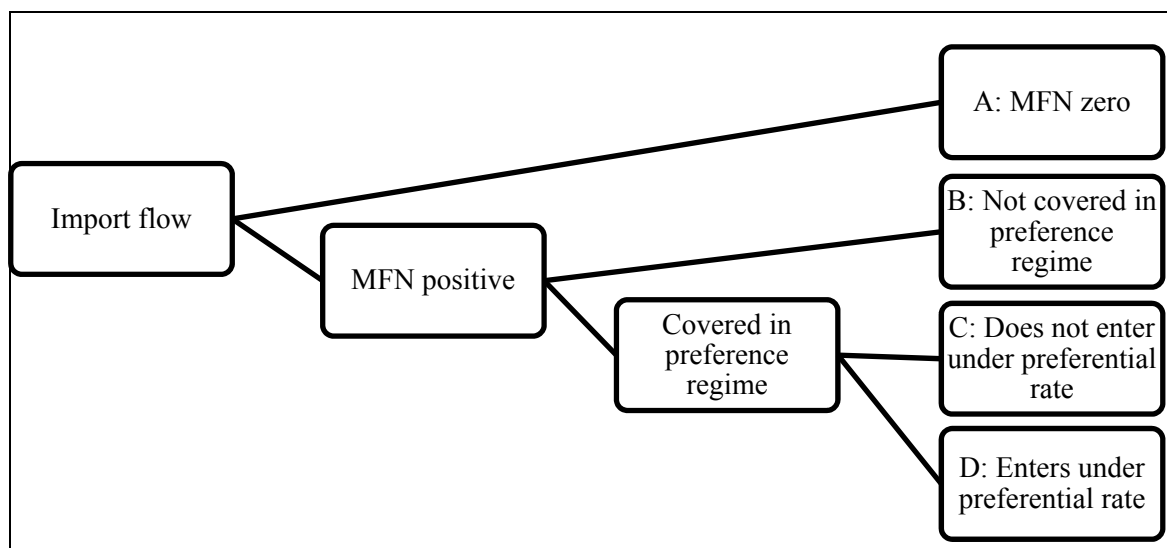 Import flow
MFN positive
Covered in
preference
regime
A: MFN zero
B: Not covered in
preference
regime
C: Does not enter
under preferential
rate
D: Enters under
preferential rate